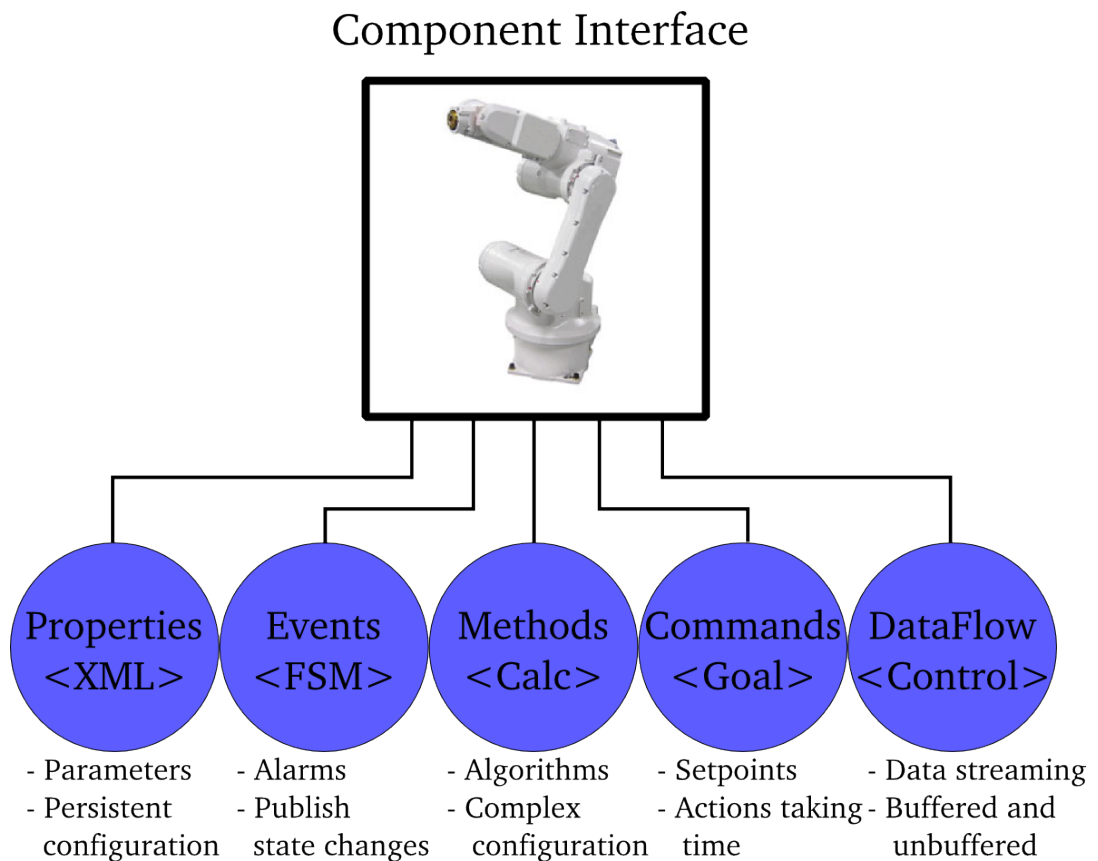 Component Interface
Properties
<XML>
Events
<FSM>
Methods
<Calc>
Commands
<Goal>
DataFlow
<Control>
- Parameters
- Persistent
configuration
- Alarms
- Publish
state changes
- Algorithms
- Complex
configuration
- Setpoints
- Actions taking
time
- Data streaming
- Buffered and
unbuffered